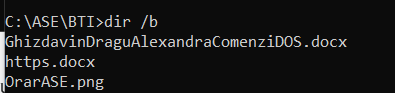 C:\ASE\BTI>dir /b
GhizdavinDraguAlexandraComenziDOS.docx
https.docx
OrarASE.png